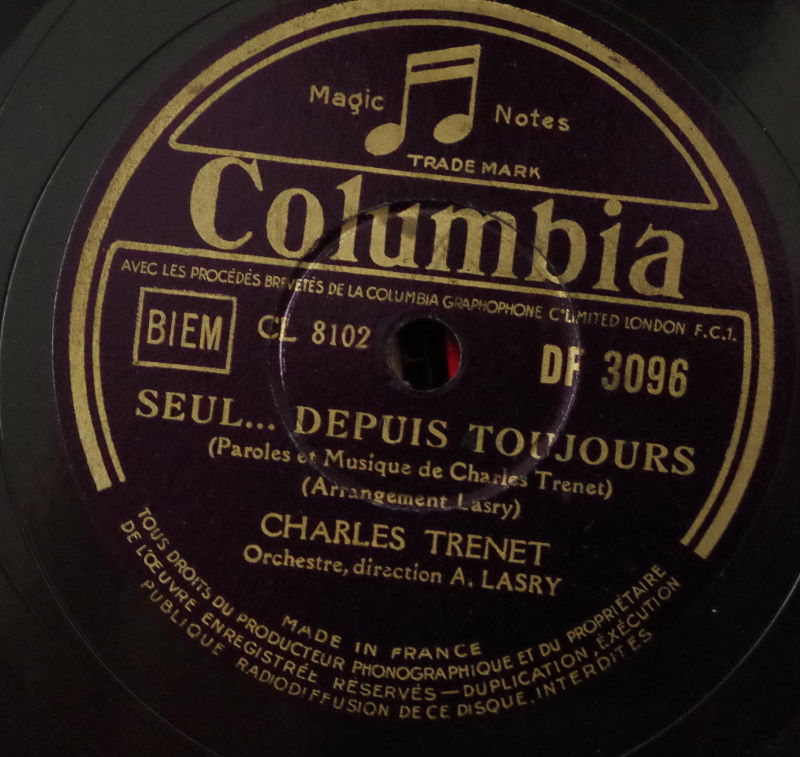 Magic Notes
TRADE MARK
Columbia
AVEC LES PROCÉDÉS BREVETÉS DE LA COLUMBIA GRAPHOPHONE Cº LIMITED LONDON F.C.1.
BIEM
CL 8102
DF 3096
SEUL... DEPUIS TOUJOURS
(Paroles et Musique de Charles Trenet)
(Arrangement Lasry)
CHARLES TRENET
Orchestre, direction A. LASRY
MADE IN FRANCE
TOUS DROITS DU PRODUCTEUR PHONOGRAPHIQUE ET DU PROPRIÉTAIRE
DE L'ŒUVRE ENREGISTRÉE RÉSERVÉS — DUPLICATION, EXÉCUTION
PUBLIQUE RADIODIFFUSION DE CE DISQUE INTERDITES